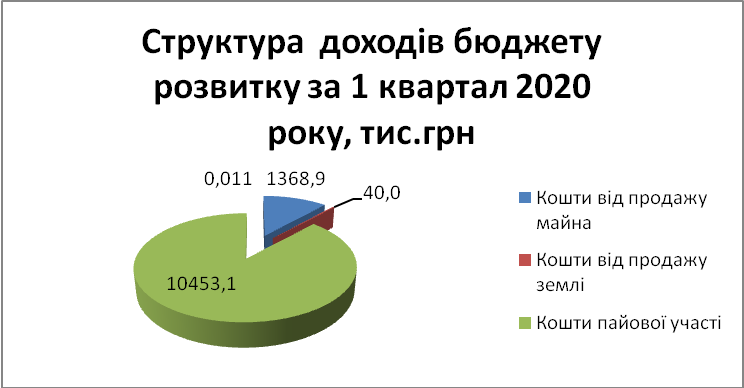 Структура доходів бюджету
розвитку за 1 квартал 2020
року, тис.грн
0,011
1368,9
40,0
10453,1
Кошти від продажу
майна
Кошти від продажу
землі
Кошти пайової участі